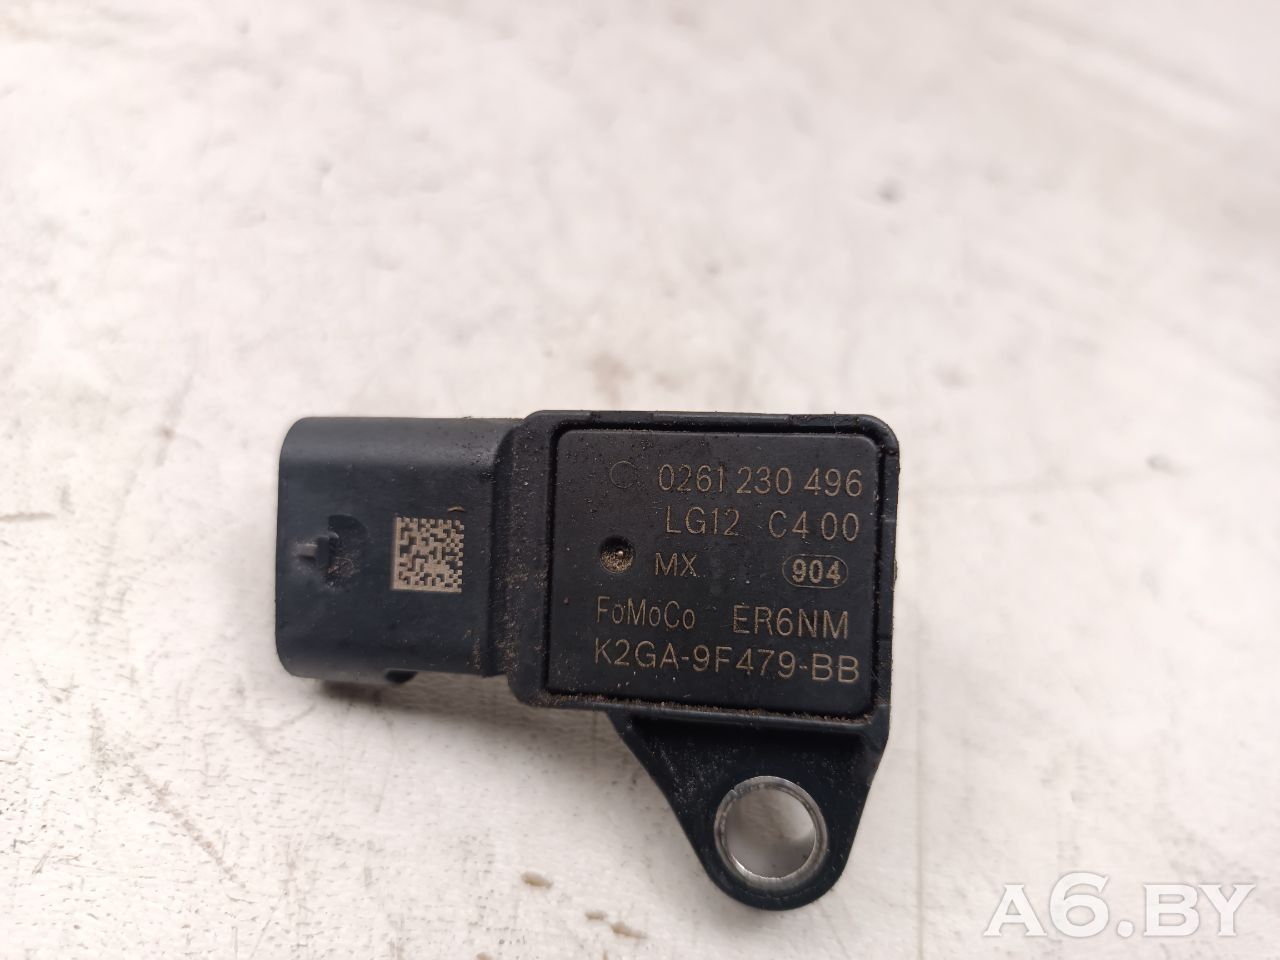 0261 230 496
LG12 C4 00
MX 904
FoMoCo ER6NM
K2GA-9F479-BB
A6.BY